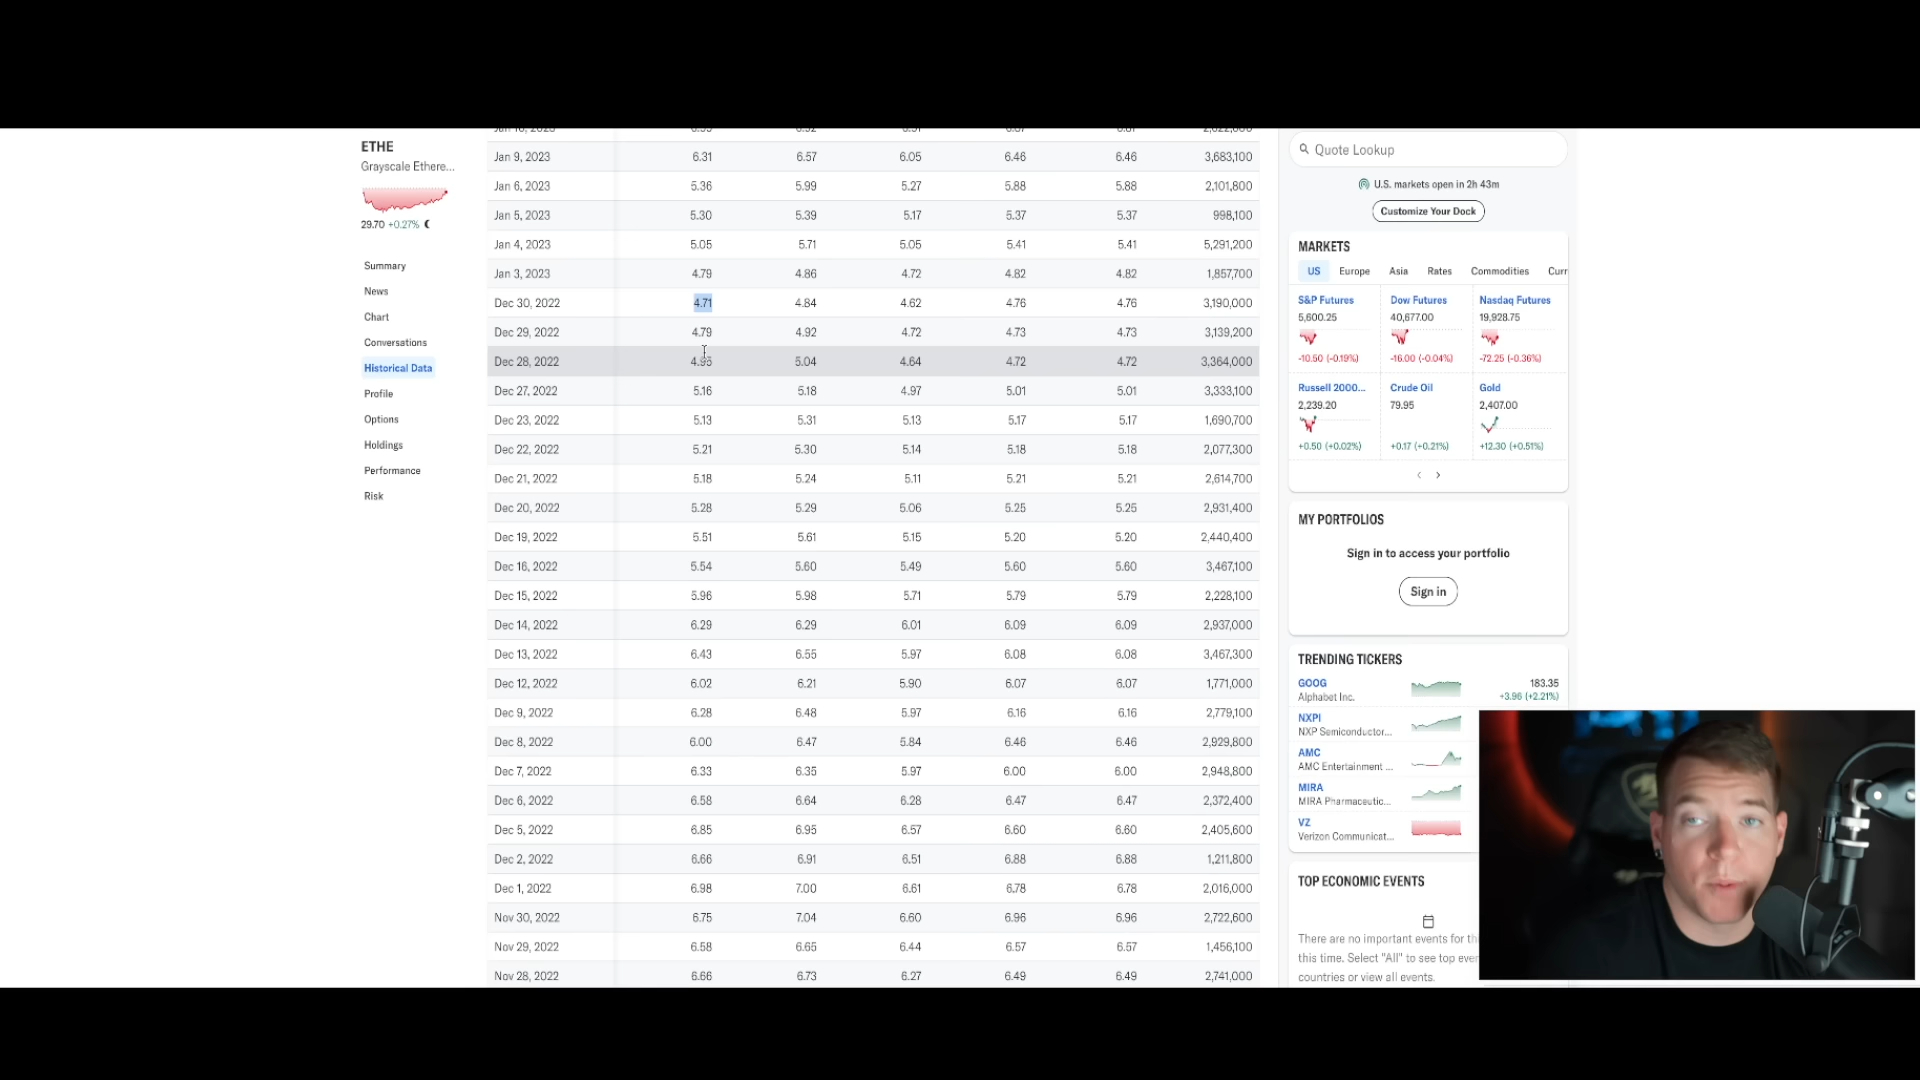 ETHE
Grayscale Ethere...
29.70 +0.27%
Summary
News
Chart
Conversations
Historical Data
Profile
Options
Holdings
Performance
Risk
Jan 9, 2023 6.31 6.57 6.05 6.46 6.46 3,683,100
Jan 6, 2023 5.36 5.99 5.27 5.88 5.88 2,101,800
Jan 5, 2023 5.30 5.39 5.17 5.37 5.37 998,100
Jan 4, 2023 5.05 5.71 5.05 5.41 5.41 5,291,200
Jan 3, 2023 4.79 4.86 4.72 4.82 4.82 1,857,700
Dec 30, 2022 4.71 4.84 4.62 4.76 4.76 3,190,000
Dec 29, 2022 4.79 4.92 4.72 4.73 4.73 3,139,200
Dec 28, 2022 4.95 5.04 4.64 4.72 4.72 3,364,000
Dec 27, 2022 5.16 5.18 4.97 5.01 5.01 3,333,100
Dec 23, 2022 5.13 5.31 5.13 5.17 5.17 1,690,700
Dec 22, 2022 5.21 5.30 5.14 5.18 5.18 2,077,300
Dec 21, 2022 5.18 5.24 5.11 5.21 5.21 2,614,700
Dec 20, 2022 5.28 5.29 5.06 5.25 5.25 2,931,400
Dec 19, 2022 5.51 5.61 5.15 5.20 5.20 2,440,400
Dec 16, 2022 5.54 5.60 5.49 5.60 5.60 3,467,100
Dec 15, 2022 5.96 5.98 5.71 5.79 5.79 2,228,100
Dec 14, 2022 6.29 6.29 6.01 6.09 6.09 2,937,000
Dec 13, 2022 6.43 6.55 5.97 6.08 6.08 3,467,300
Dec 12, 2022 6.02 6.21 5.90 6.07 6.07 1,771,000
Dec 9, 2022 6.28 6.48 5.97 6.16 6.16 2,779,100
Dec 8, 2022 6.00 6.47 5.84 6.46 6.46 2,929,800
Dec 7, 2022 6.33 6.35 5.97 6.00 6.00 2,948,800
Dec 6, 2022 6.58 6.64 6.28 6.47 6.47 2,372,400
Dec 5, 2022 6.85 6.95 6.57 6.60 6.60 2,405,600
Dec 2, 2022 6.66 6.91 6.51 6.88 6.88 1,211,800
Dec 1, 2022 6.98 7.00 6.61 6.78 6.78 2,016,000
Nov 30, 2022 6.75 7.04 6.60 6.96 6.96 2,722,600
Nov 29, 2022 6.58 6.65 6.44 6.57 6.57 1,456,100
Nov 28, 2022 6.66 6.73 6.27 6.49 6.49 2,741,000
Quote Lookup
U.S. markets open in 2h 43m
Customize Your Dock
MARKETS
US Europe Asia Rates Commodities Curr
S&P Futures Dow Futures Nasdaq Futures
5,600.25 40,677.00 19,928.75
-10.50 (-0.19%) -16.00 (-0.04%) -72.25 (-0.36%)
Russell 2000... Crude Oil Gold
2,239.20 79.95 2,407.00
+0.50 (+0.02%) +0.17 (+0.21%) +12.30 (+0.51%)
MY PORTFOLIOS
Sign in to access your portfolio
Sign in
TRENDING TICKERS
GOOG 183.35
Alphabet Inc. +3.96 (+2.21%)
NXPI
NXP Semiconductor...
AMC
AMC Entertainment ...
MIRA
MIRA Pharmaceutic...
VZ
Verizon Communicat...
TOP ECONOMIC EVENTS
There are no important events for
this time. Select "All" to see top
countries or view all events.